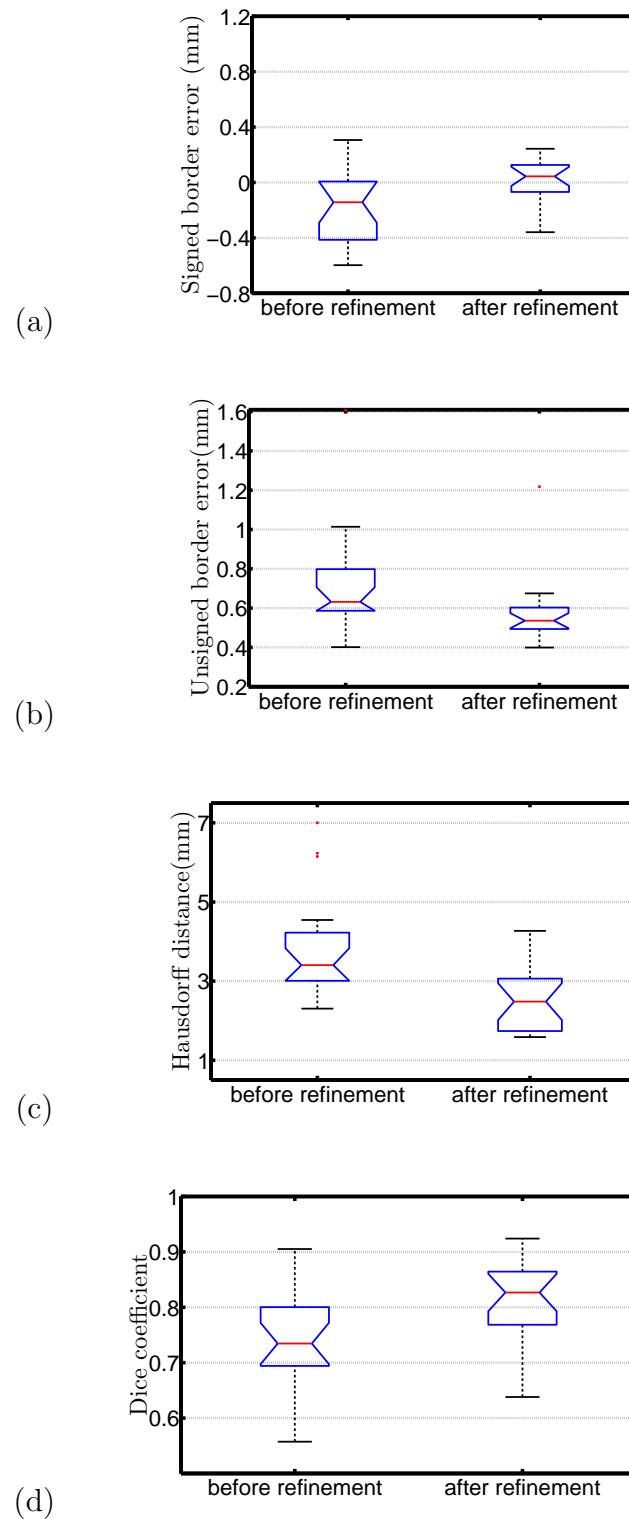 1.2
0.8
0.4
0
−0.4
−0.8
Signed border error (mm)
before refinement after refinement
(a)
1.6
1.4
1.2
1
0.8
0.6
0.4
0.2
Unsigned border error(mm)
before refinement after refinement
(b)
7
5
3
1
Hausdorff distance(mm)
before refinement after refinement
(c)
1
0.9
0.8
0.7
0.6
Dice coefficient
before refinement after refinement
(d)